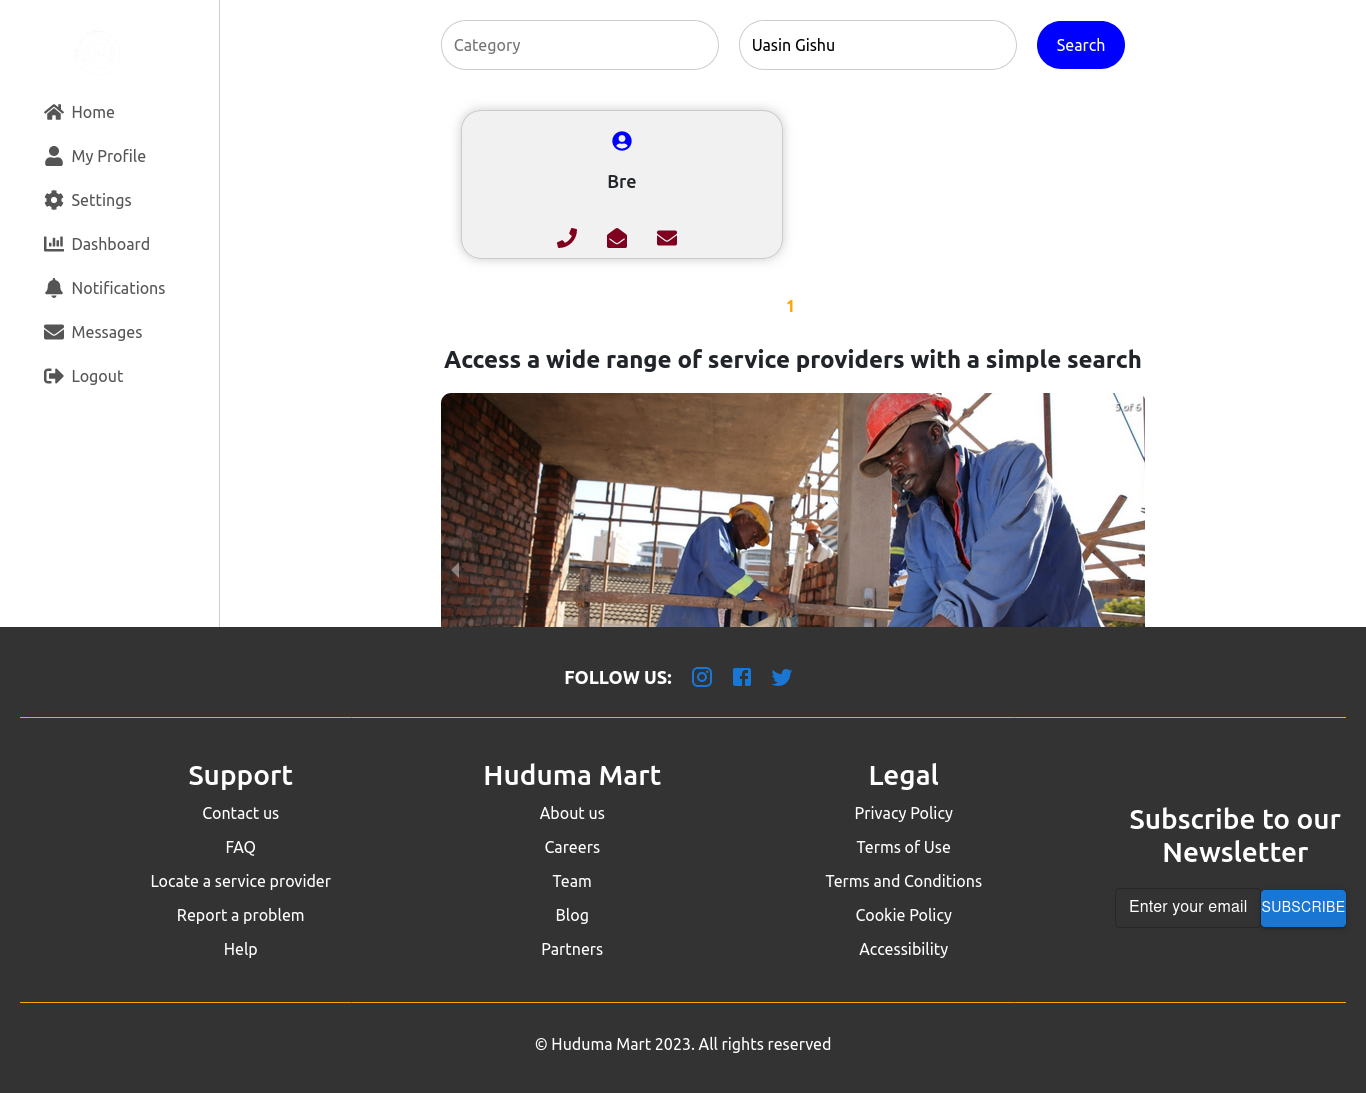 Category
Uasin Gishu
Search
Home
My Profile
Settings
Dashboard
Notifications
Messages
Logout
Bre
1
Access a wide range of service providers with a simple search
5 of 6
FOLLOW US:
Support
Contact us
FAQ
Locate a service provider
Report a problem
Help
Huduma Mart
About us
Careers
Team
Blog
Partners
Legal
Privacy Policy
Terms of Use
Terms and Conditions
Cookie Policy
Accessibility
Subscribe to our
Newsletter
Enter your email
SUBSCRIBE
© Huduma Mart 2023. All rights reserved